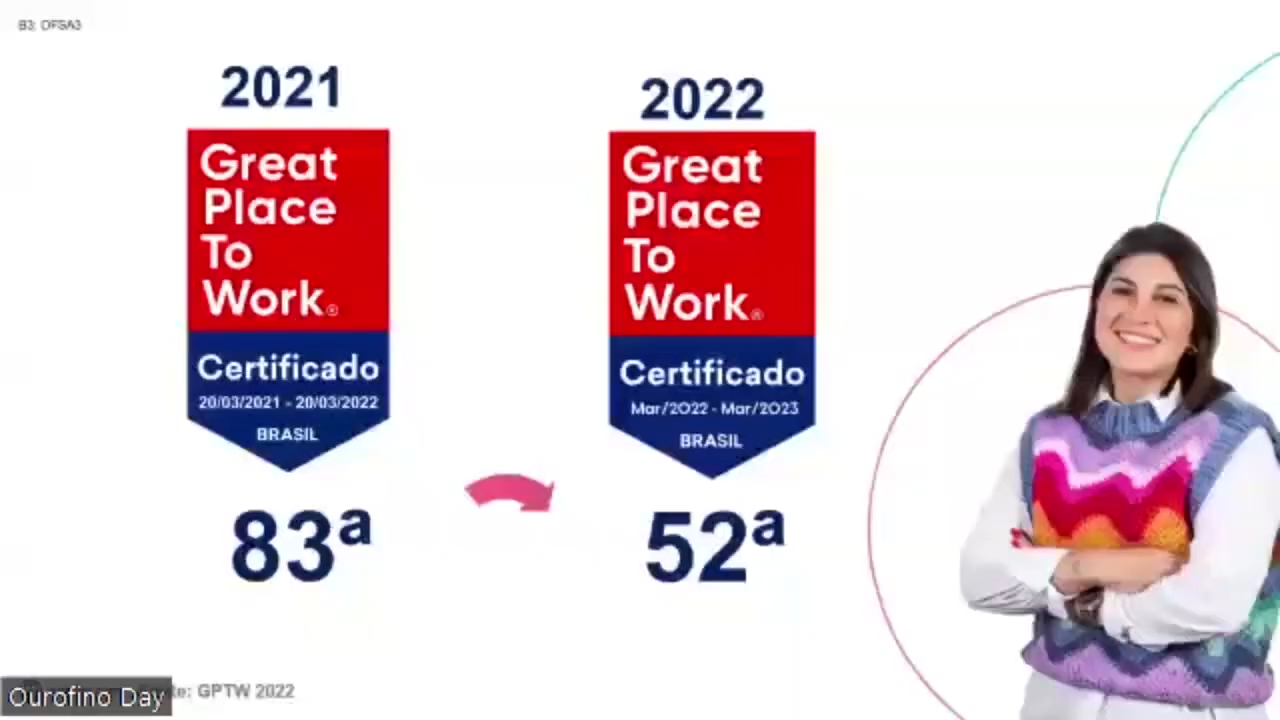 B3: OFSA3
2021
Great
Place
To
Work®
Certificado
20/03/2021 - 20/03/2022
BRASIL
83ª
2022
Great
Place
To
Work®
Certificado
Mar/2022 - Mar/2023
BRASIL
52ª
te: GPTW 2022
Ourofino Day